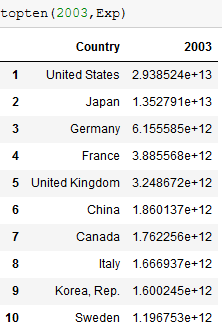 topten(2003,Exp)
Country 2003
1 United States 2.938524e+13
2 Japan 1.352791e+13
3 Germany 6.155585e+12
4 France 3.885568e+12
5 United Kingdom 3.248672e+12
6 China 1.860137e+12
7 Canada 1.762256e+12
8 Italy 1.666937e+12
9 Korea, Rep. 1.600245e+12
10 Sweden 1.196753e+12